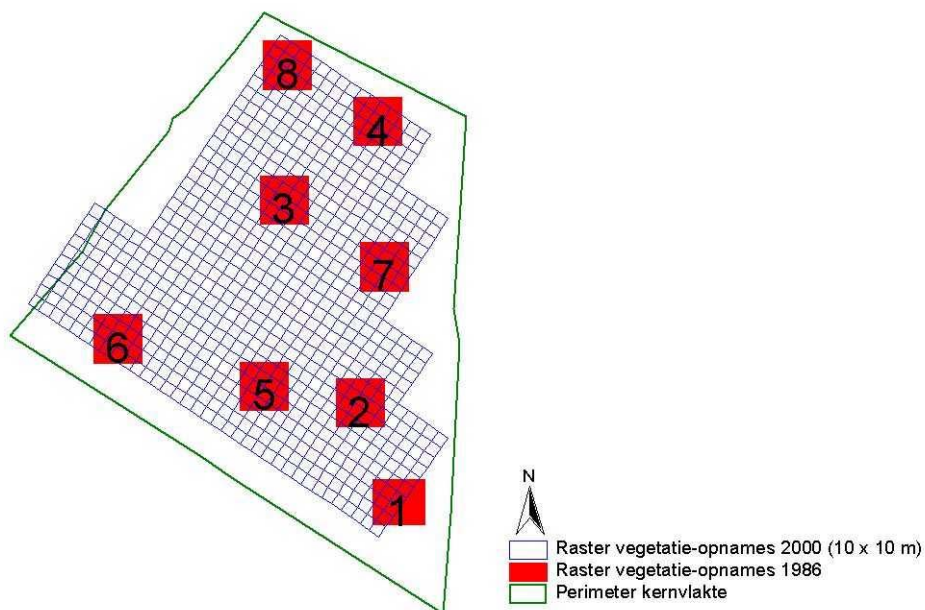 8
4
3
7
6
5
2
1
N
Raster vegetatie-opnames 2000 (10 x 10 m)
Raster vegetatie-opnames 1986
Perimeter kernvlakte